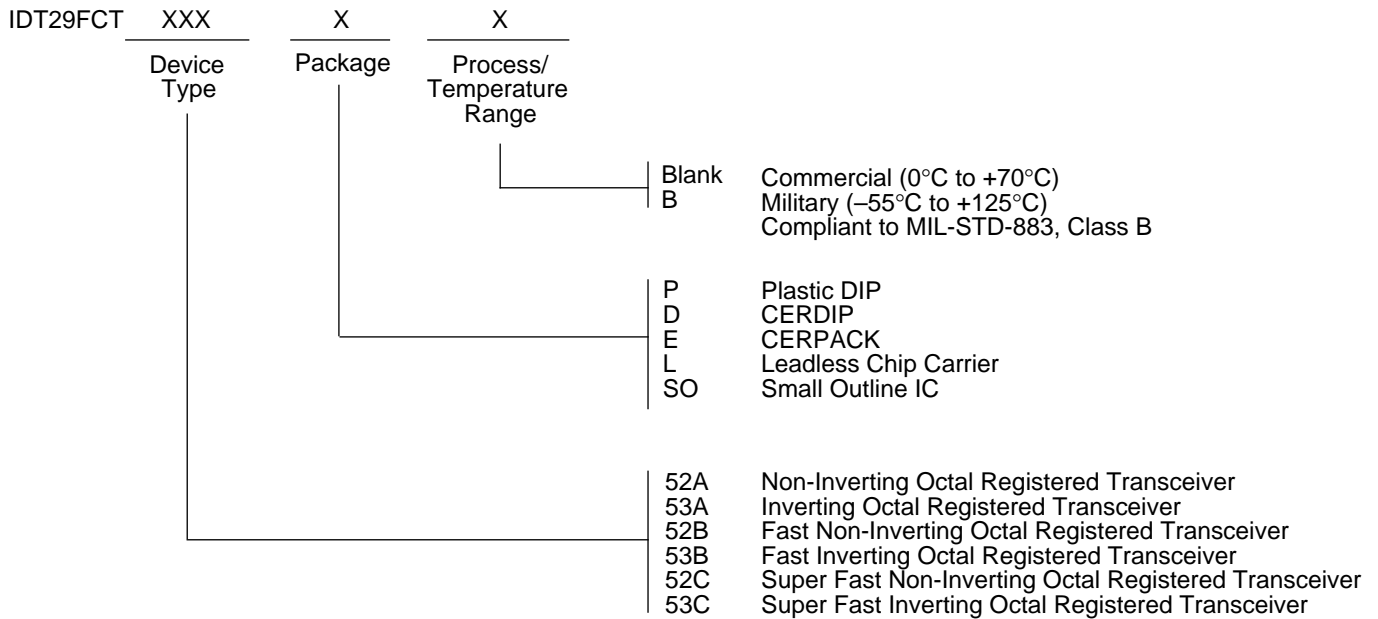 IDT29FCT XXX X X
Device Type
Package
Process/ Temperature Range
Blank Commercial (0°C to +70°C)
B Military (–55°C to +125°C)
Compliant to MIL-STD-883, Class B
P Plastic DIP
D CERDIP
E CERPACK
L Leadless Chip Carrier
SO Small Outline IC
52A Non-Inverting Octal Registered Transceiver
53A Inverting Octal Registered Transceiver
52B Fast Non-Inverting Octal Registered Transceiver
53B Fast Inverting Octal Registered Transceiver
52C Super Fast Non-Inverting Octal Registered Transceiver
53C Super Fast Inverting Octal Registered Transceiver